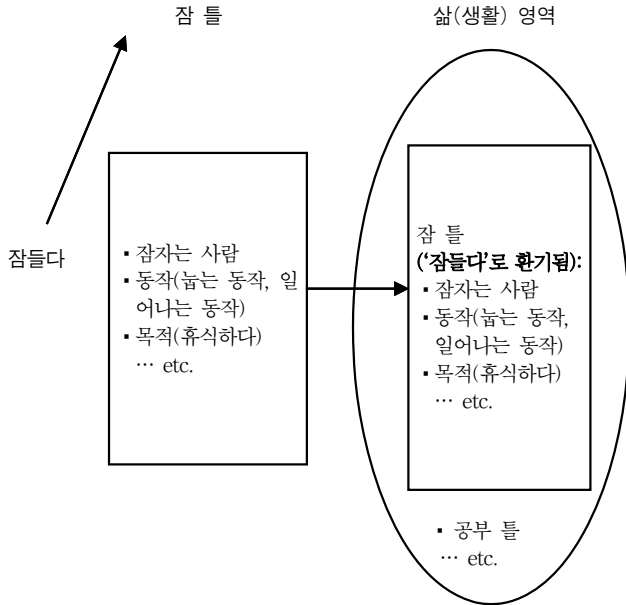 잠 틀
삶(생활) 영역
잠들다
▪ 잠자는 사람
▪ 동작(눕는 동작, 일
어나는 동작)
▪ 목적(휴식하다)
… etc.
잠 틀
(‘잠들다’로 환기됨):
▪ 잠자는 사람
▪ 동작(눕는 동작,
일어나는 동작)
▪ 목적(휴식하다)
… etc.
▪ 공부 틀
… etc.